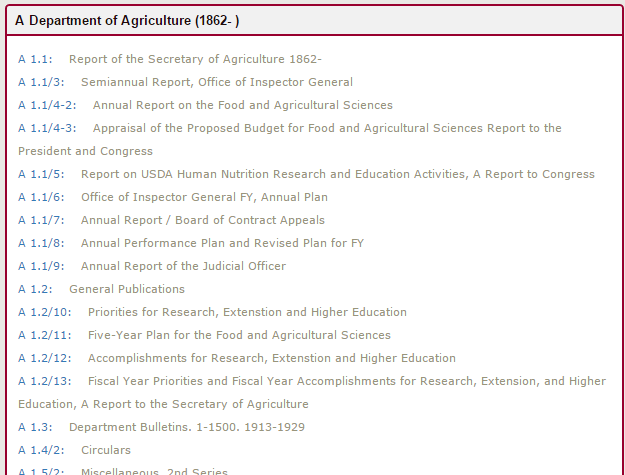 A Department of Agriculture (1862- )
A 1.1: Report of the Secretary of Agriculture 1862-
A 1.1/3: Semiannual Report, Office of Inspector General
A 1.1/4-2: Annual Report on the Food and Agricultural Sciences
A 1.1/4-3: Appraisal of the Proposed Budget for Food and Agricultural Sciences Report to the
President and Congress
A 1.1/5: Report on USDA Human Nutrition Research and Education Activities, A Report to Congress
A 1.1/6: Office of Inspector General FY, Annual Plan
A 1.1/7: Annual Report / Board of Contract Appeals
A 1.1/8: Annual Performance Plan and Revised Plan for FY
A 1.1/9: Annual Report of the Judicial Officer
A 1.2: General Publications
A 1.2/10: Priorities for Research, Extenstion and Higher Education
A 1.2/11: Five-Year Plan for the Food and Agricultural Sciences
A 1.2/12: Accomplishments for Research, Extenstion and Higher Education
A 1.2/13: Fiscal Year Priorities and Fiscal Year Accomplishments for Research, Extension, and Higher
Education, A Report to the Secretary of Agriculture
A 1.3: Department Bulletins. 1-1500. 1913-1929
A 1.4/2: Circulars
A 1.5/2: Miscellaneous, 2nd Series